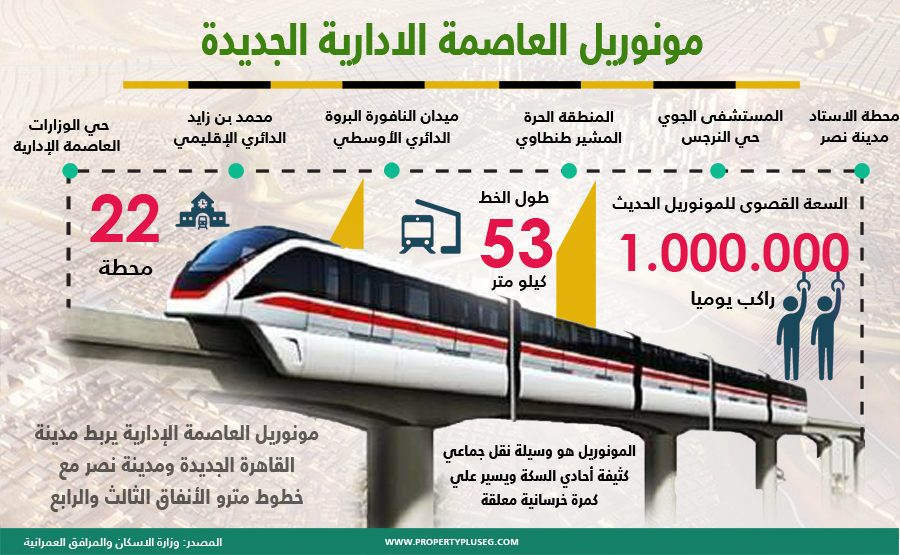 مونوريل العاصمة الادارية الجديدة
محطة الاستاد
مدينة نصر
المستشفى الجوي
حي النرجس
المنطقة الحرة
المشير طنطاوي
ميدان النافورة البروة
الدائري الأوسطي
محمد بن زايد
الدائري الإقليمي
حي الوزارات
العاصمة الإدارية
السعة القصوى للمونوريل الحديث
1.000.000
راكب يوميا
طول الخط
53
كيلو متر
22
محطة
المونوريل هو وسيلة نقل جماعي
كثيفة أحادي السكة ويسير علي
كمرة خرسانية معلقة
مونوريل العاصمة الإدارية يربط مدينة
القاهرة الجديدة ومدينة نصر مع
خطوط مترو الأنفاق الثالث والرابع
المصدر: وزارة الاسكان والمرافق العمرانية
WWW.PROPERTYPLUSEG.COM